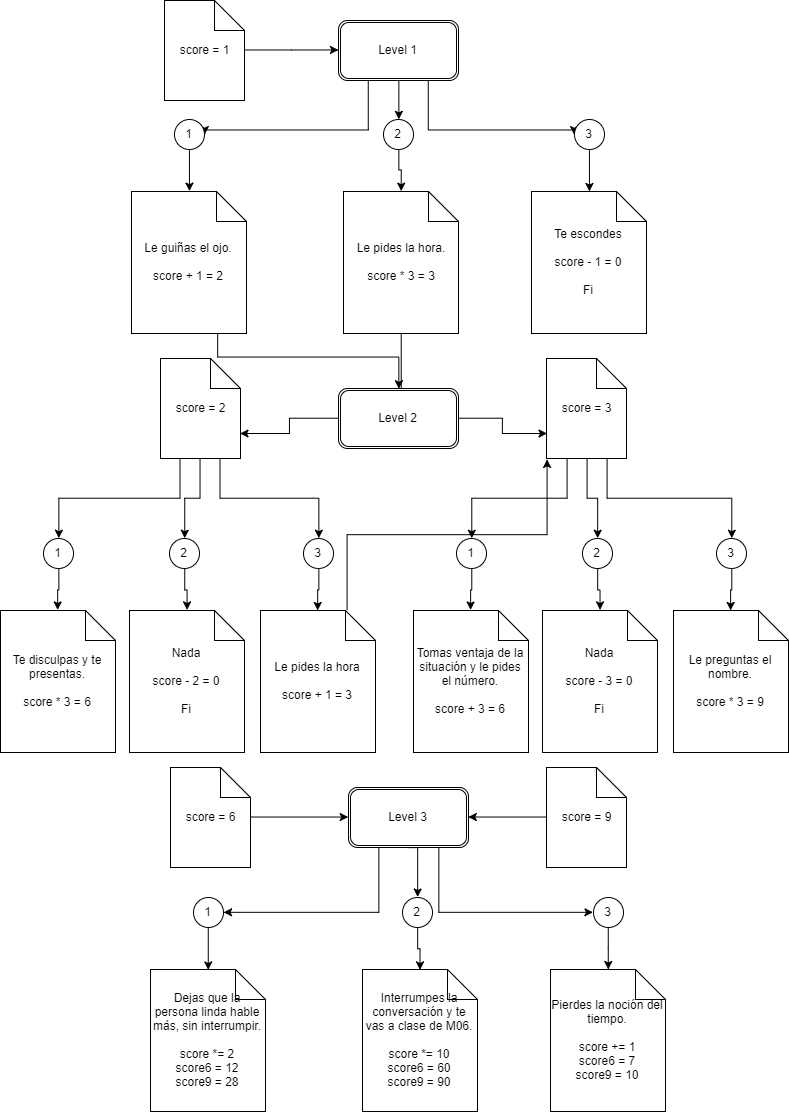 score = 1
Level 1
1
2
3
Le guiñas el ojo.
score + 1 = 2
Le pides la hora.
score * 3 = 3
Te escondes
score - 1 = 0
Fi
score = 2
Level 2
score = 3
1
2
3
1
2
3
Te disculpas y te
presentas.
score * 3 = 6
Nada
score - 2 = 0
Fi
Le pides la hora
score + 1 = 3
Tomas ventaja de la
situación y le pides
el número.
score + 3 = 6
Nada
score - 3 = 0
Fi
Le preguntas el
nombre.
score * 3 = 9
score = 6
Level 3
score = 9
1
2
3
Dejas que la
persona linda hable
más, sin interrumpir.
score *= 2
score6 = 12
score9 = 28
Interrumpes la
conversación y te
vas a clase de M06.
score *= 10
score6 = 60
score9 = 90
Pierdes la noción del
tiempo.
score += 1
score6 = 7
score9 = 10